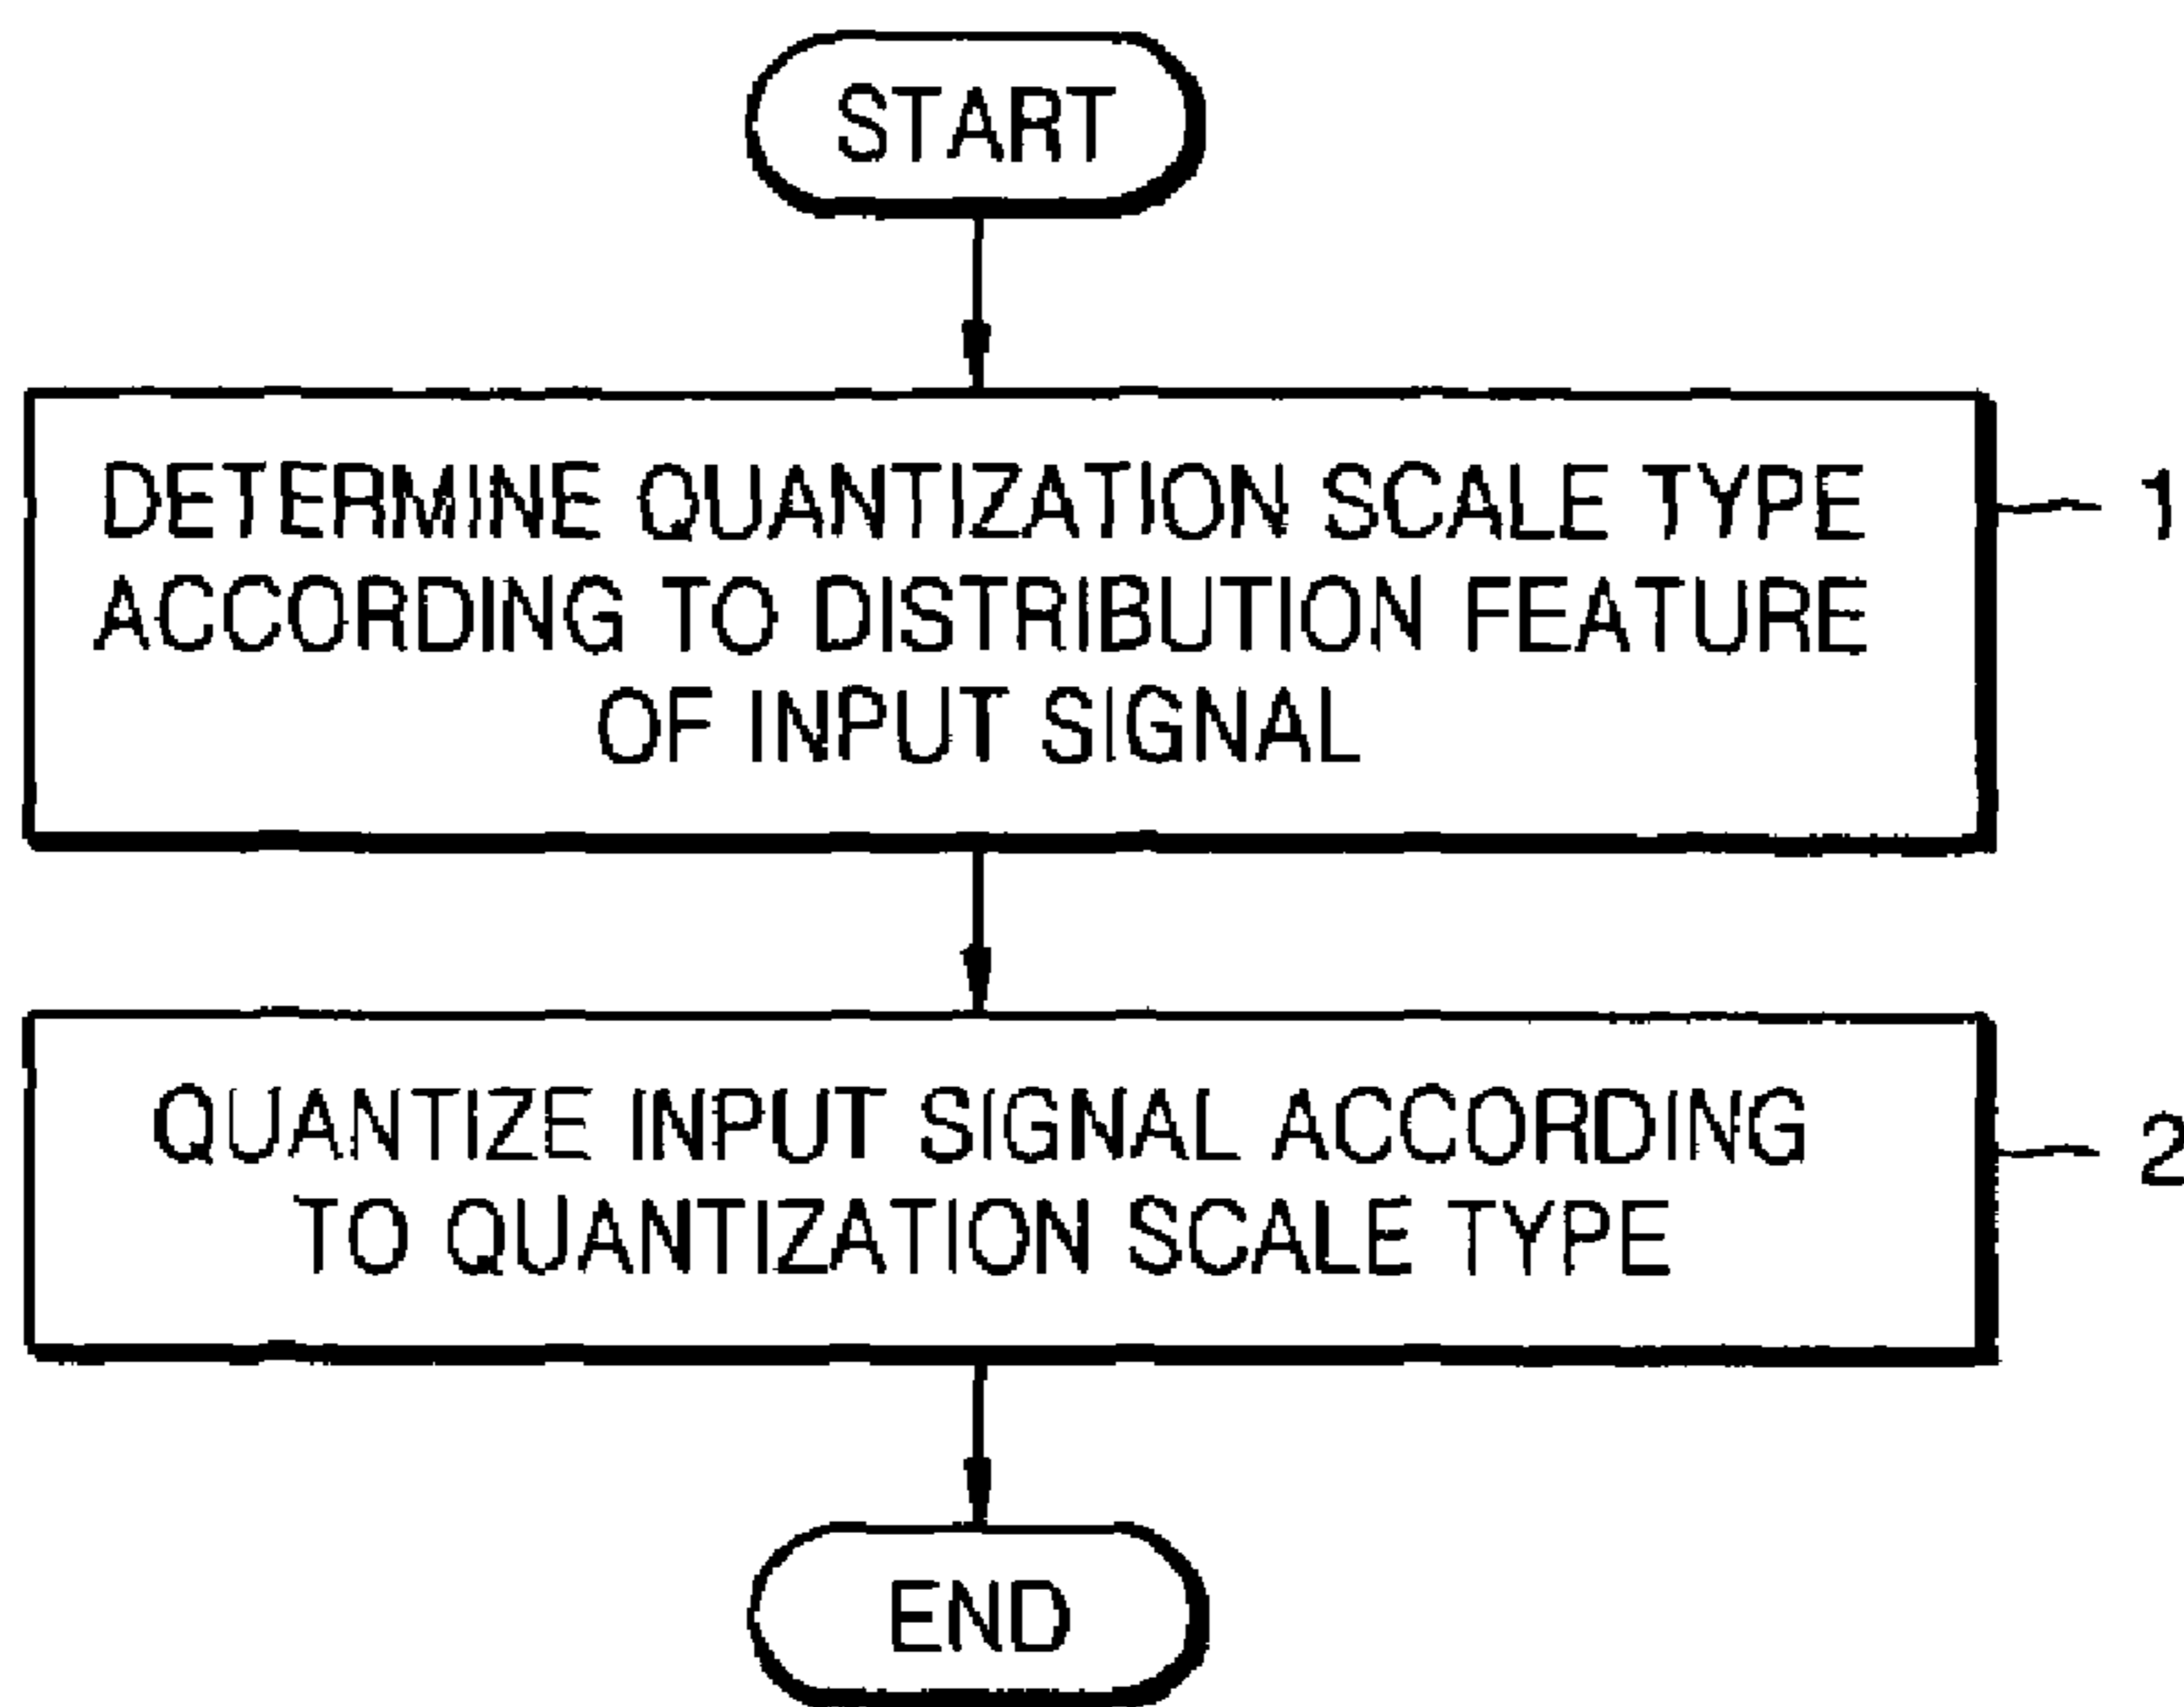 START
DETERMINE QUANTIZATION SCALE TYPE
ACCORDING TO DISTRIBUTION FEATURE
OF INPUT SIGNAL
1
QUANTIZE INPUT SIGNAL ACCORDING
TO QUANTIZATION SCALE TYPE
2
END